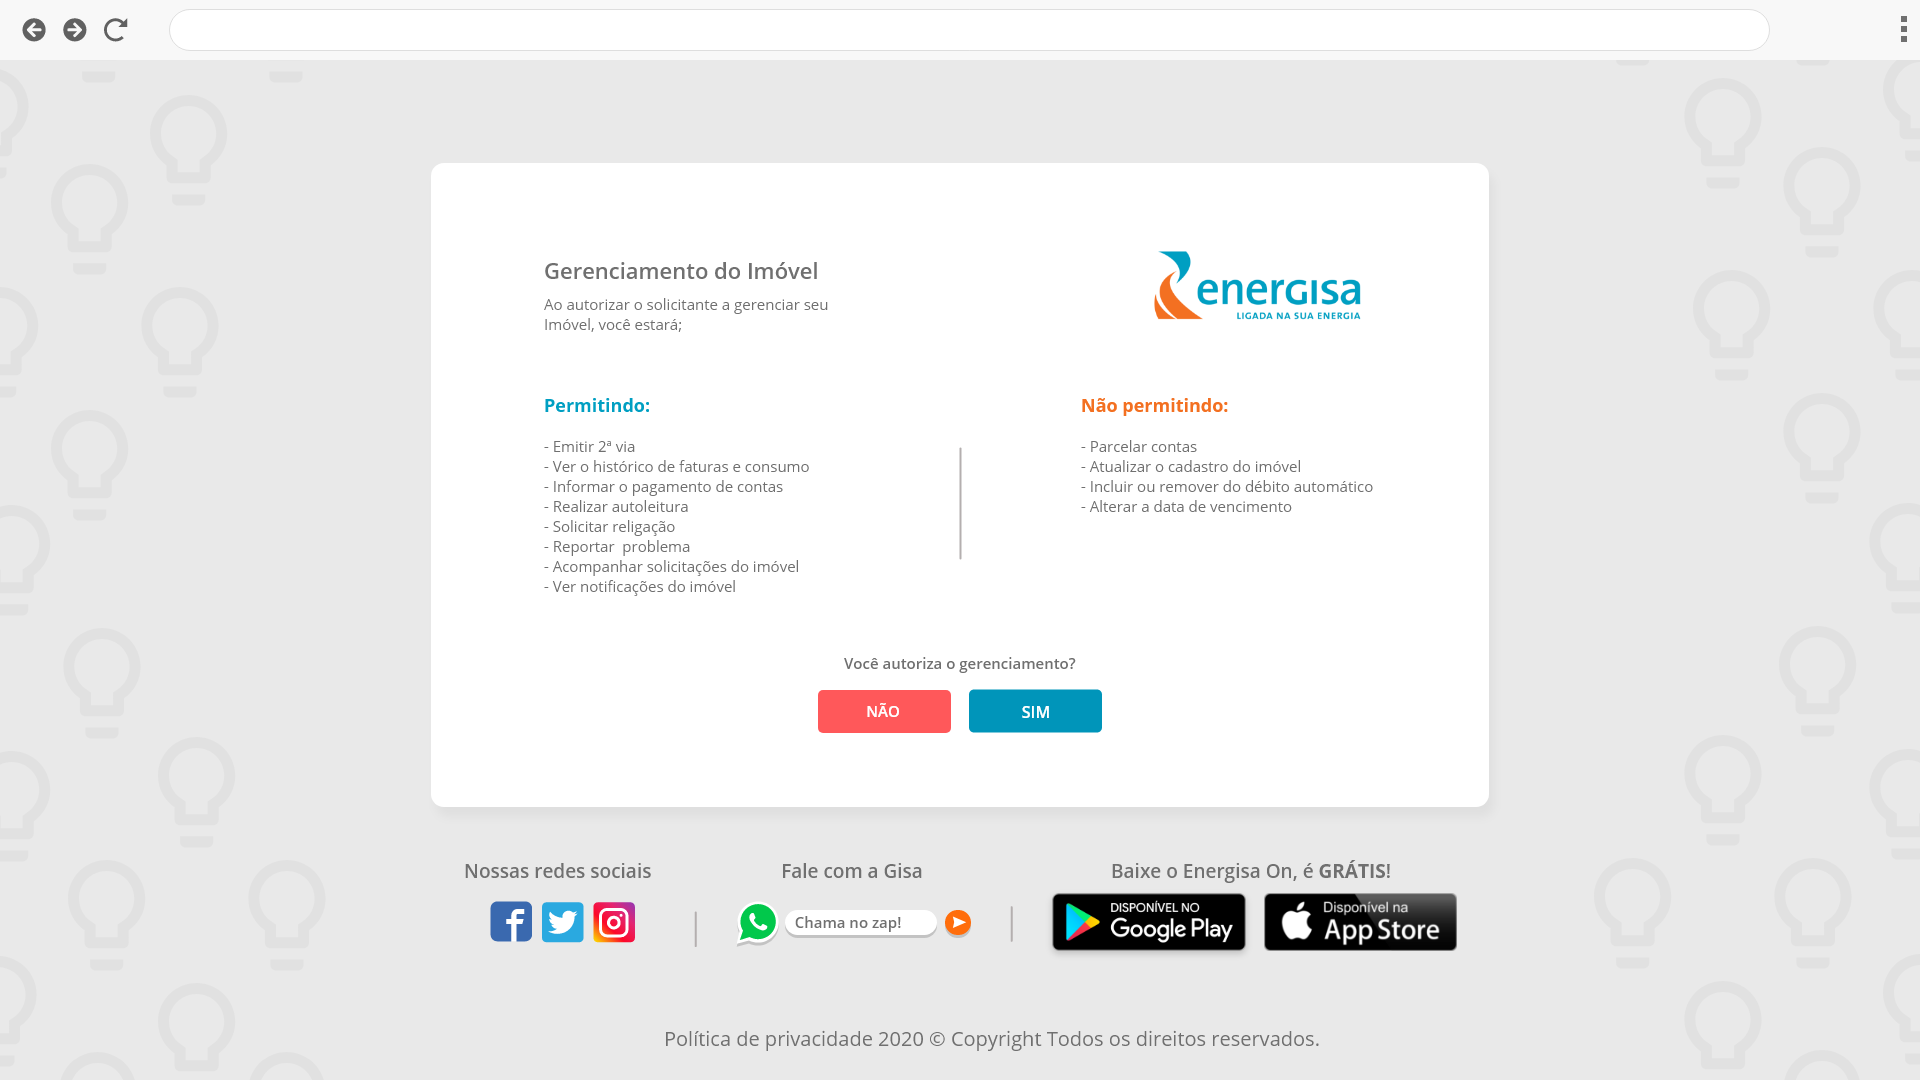 Gerenciamento do Imóvel
Ao autorizar o solicitante a gerenciar seu
Imóvel, você estará;
energisa
LIGADA NA SUA ENERGIA
Permitindo:
- Emitir 2ª via
- Ver o histórico de faturas e consumo
- Informar o pagamento de contas
- Realizar autoleitura
- Solicitar religação
- Reportar  problema
- Acompanhar solicitações do imóvel
- Ver notificações do imóvel
Não permitindo:
- Parcelar contas
- Atualizar o cadastro do imóvel
- Incluir ou remover do débito automático
- Alterar a data de vencimento
Você autoriza o gerenciamento?
NÃO
SIM
Nossas redes sociais
Fale com a Gisa
Chama no zap!
Baixe o Energisa On, é GRÁTIS!
DISPONÍVEL NO
Google Play
Disponível na
App Store
Política de privacidade 2020 © Copyright Todos os direitos reservados.